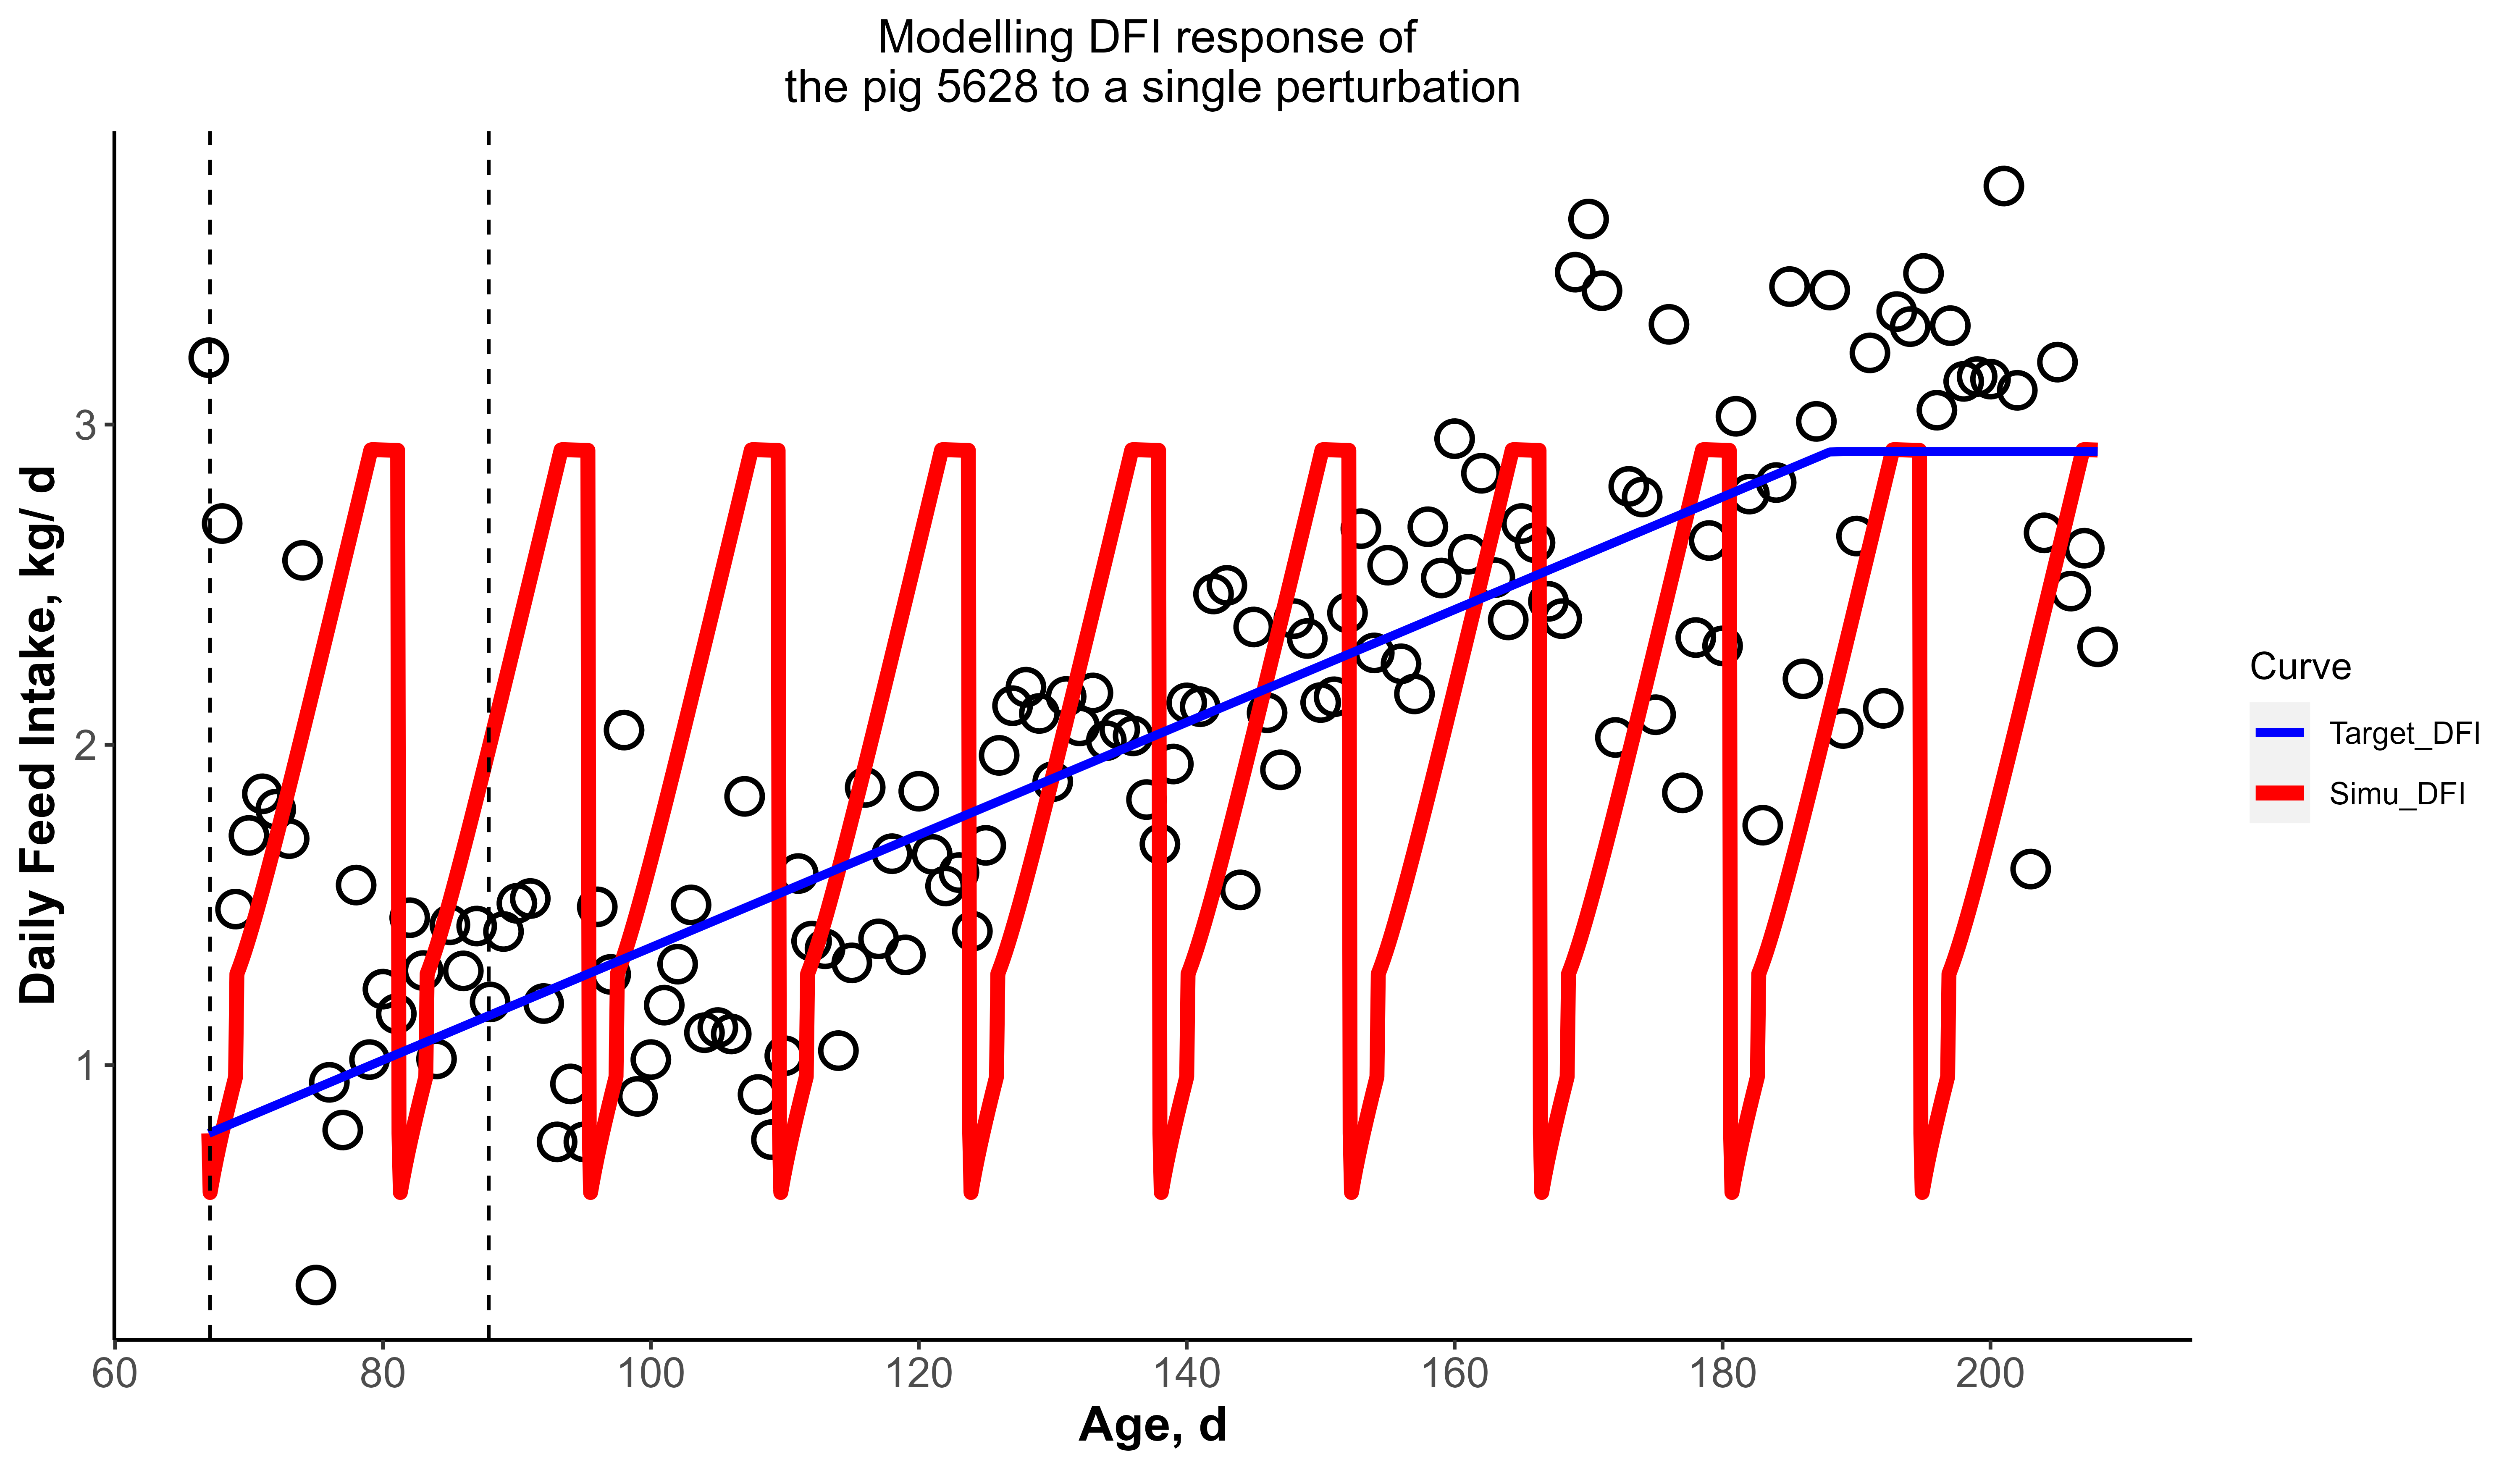 Modelling DFI response of
the pig 5628 to a single perturbation
Daily Feed Intake, kg/ d
3
2
1
60 80 100 120 140 160 180 200
Age, d
Curve
Target_DFI
Simu_DFI